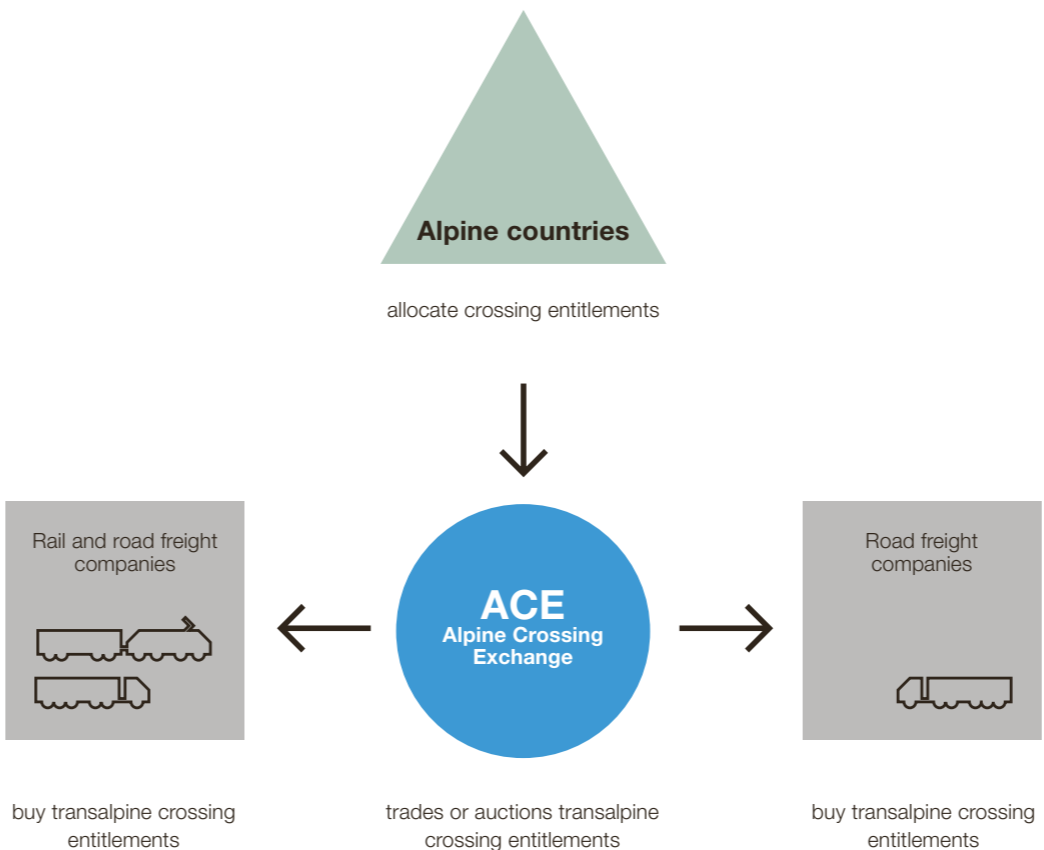 Alpine countries
allocate crossing entitlements
Rail and road freight
companies
ACE
Alpine Crossing
Exchange
Road freight
companies
buy transalpine crossing
entitlements
trades or auctions transalpine
crossing entitlements
buy transalpine crossing
entitlements